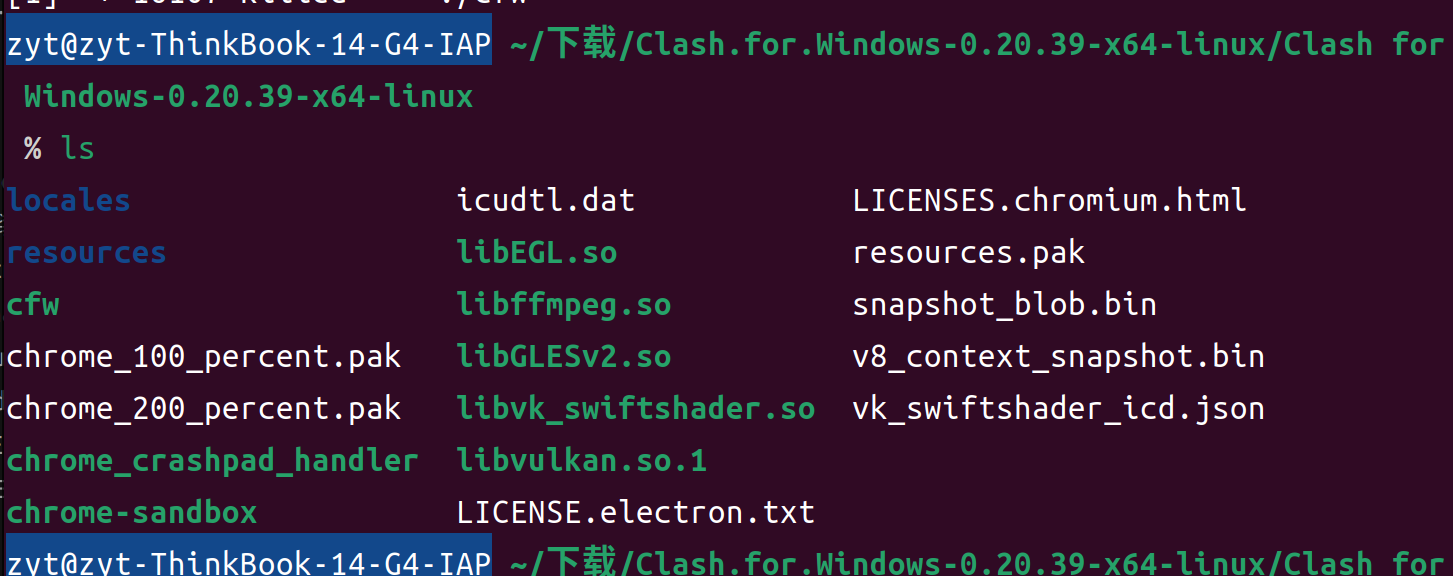 zyt@zyt-ThinkBook-14-G4-IAP ~/下载/Clash.for.Windows-0.20.39-x64-linux/Clash for
Windows-0.20.39-x64-linux
% ls
locales icudtl.dat LICENSES.chromium.html
resources libEGL.so resources.pak
cfw libffmpeg.so snapshot_blob.bin
chrome_100_percent.pak libGLESv2.so v8_context_snapshot.bin
chrome_200_percent.pak libvk_swiftshader.so vk_swiftshader_icd.json
chrome_crashpad_handler libvulkan.so.1
chrome-sandbox LICENSE.electron.txt
zyt@zyt-ThinkBook-14-G4-IAP ~/下载/Clash.for.Windows-0.20.39-x64-linux/Clash for